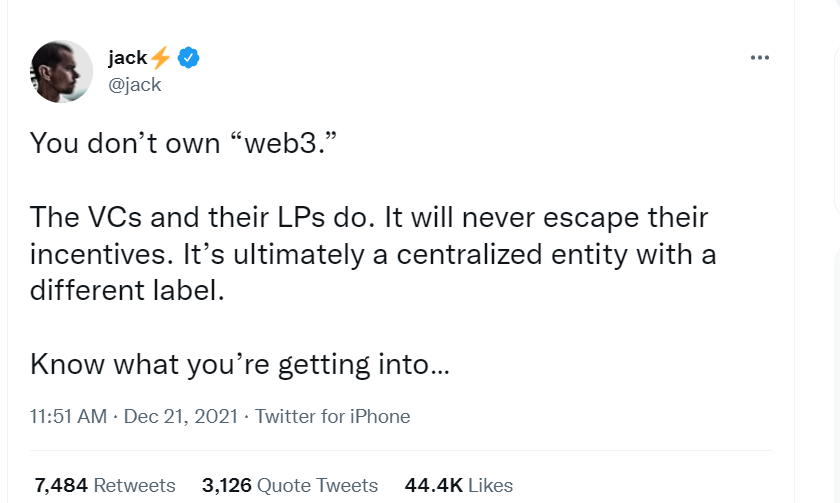 jack⚡
@jack
You don’t own “web3.”
The VCs and their LPs do. It will never escape their
incentives. It’s ultimately a centralized entity with a
different label.
Know what you’re getting into…
11:51 AM · Dec 21, 2021 · Twitter for iPhone
7,484 Retweets 3,126 Quote Tweets 44.4K Likes